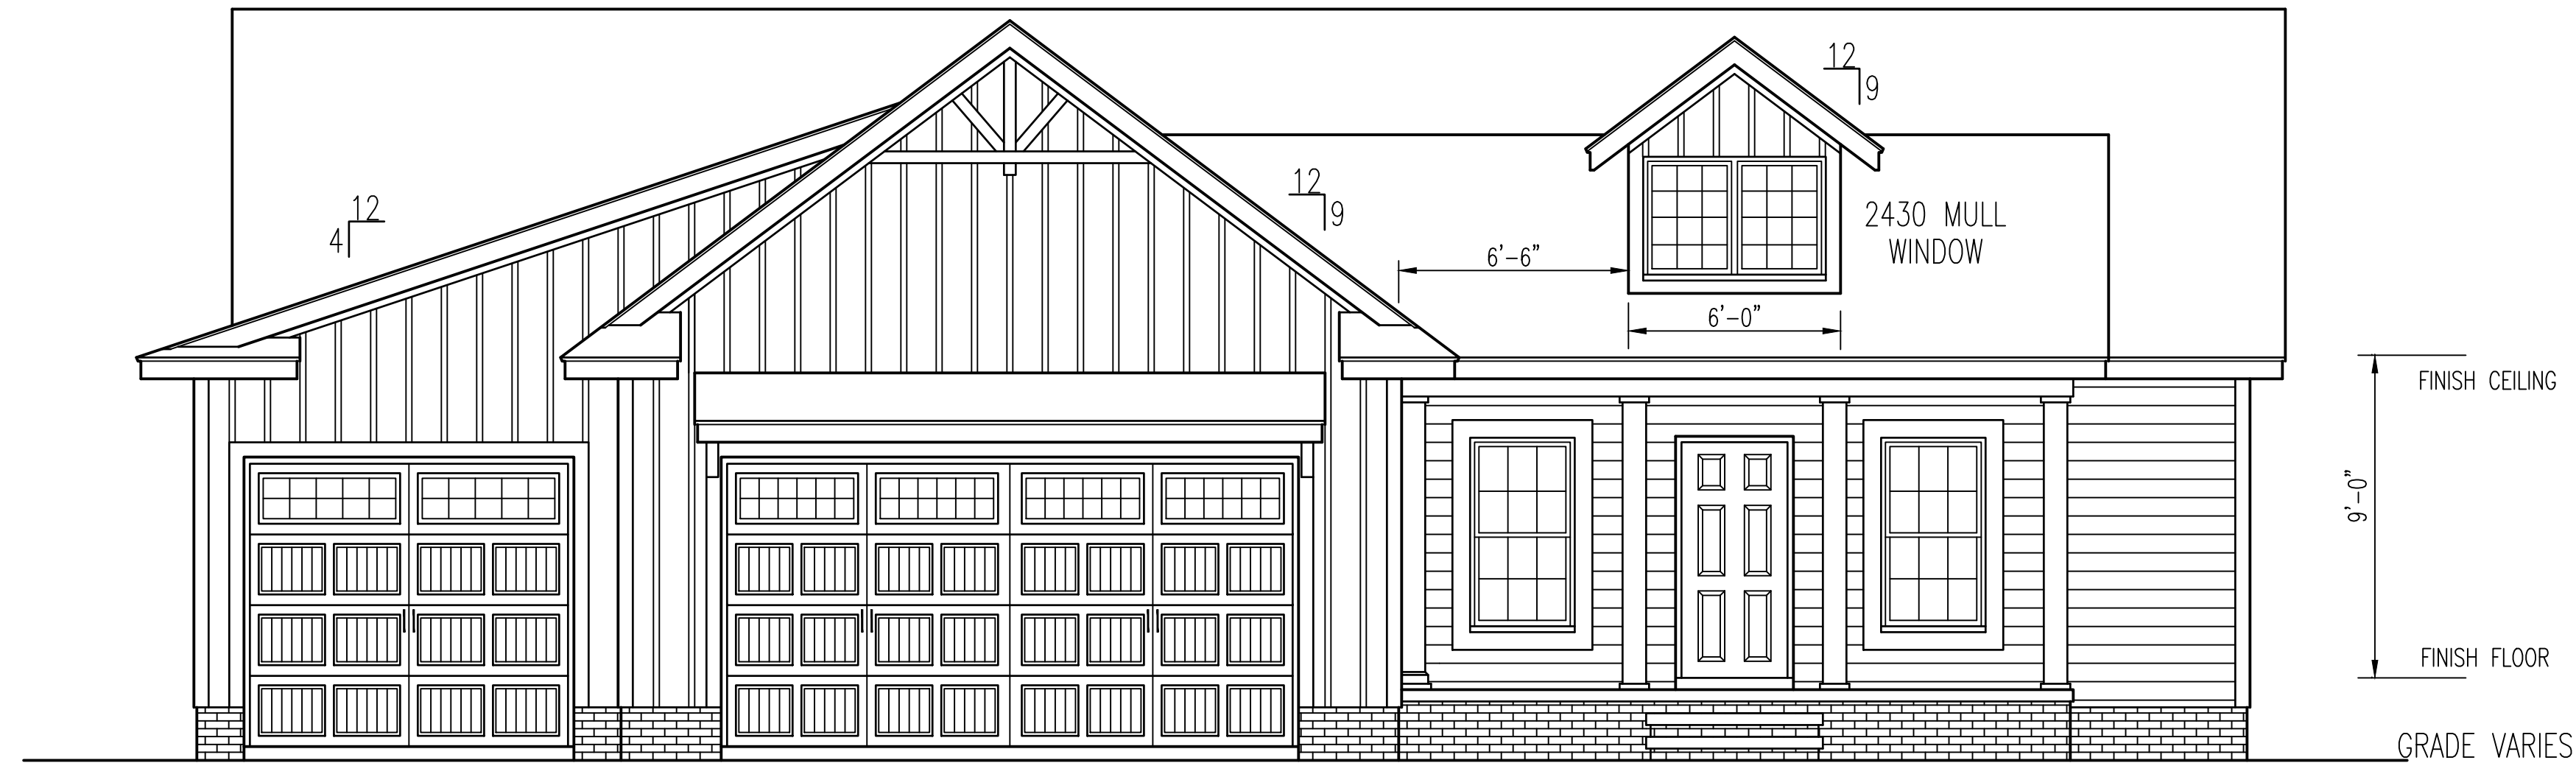 12
9
12
9
12
4
2430 MULL
WINDOW
6'-6"
6'-0"
FINISH CEILING
9'-0"
FINISH FLOOR
GRADE VARIES